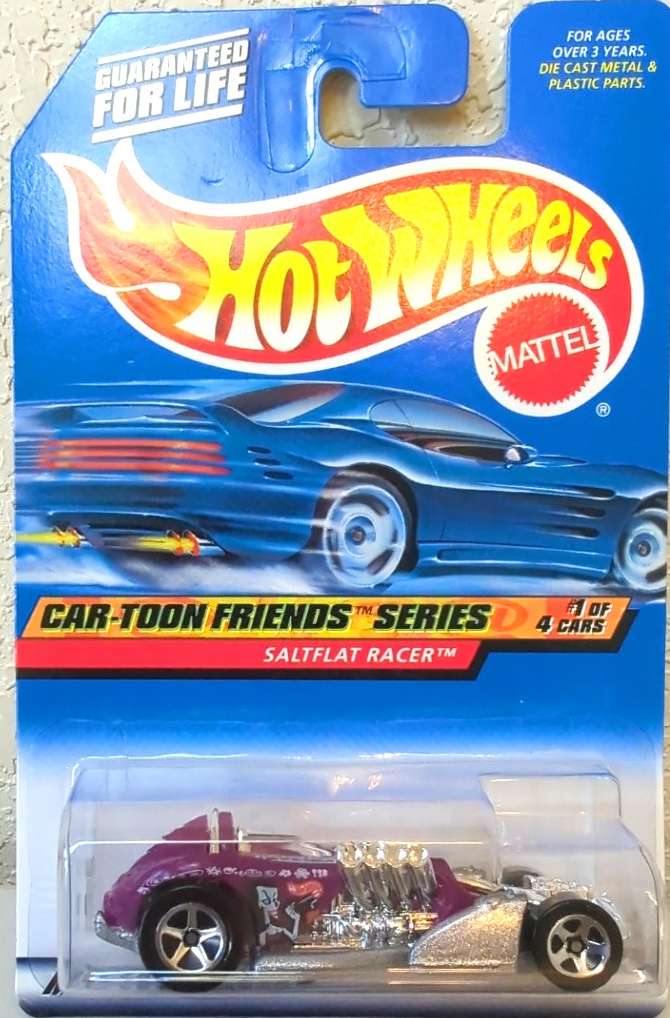 GUARANTEED
FOR LIFE
FOR AGES
OVER 3 YEARS.
DIE CAST METAL &
PLASTIC PARTS.
HOT WHEELS
MATTEL
®
CAR-TOON FRIENDS™ SERIES
#1 OF
4 CARS
SALTFLAT RACER™